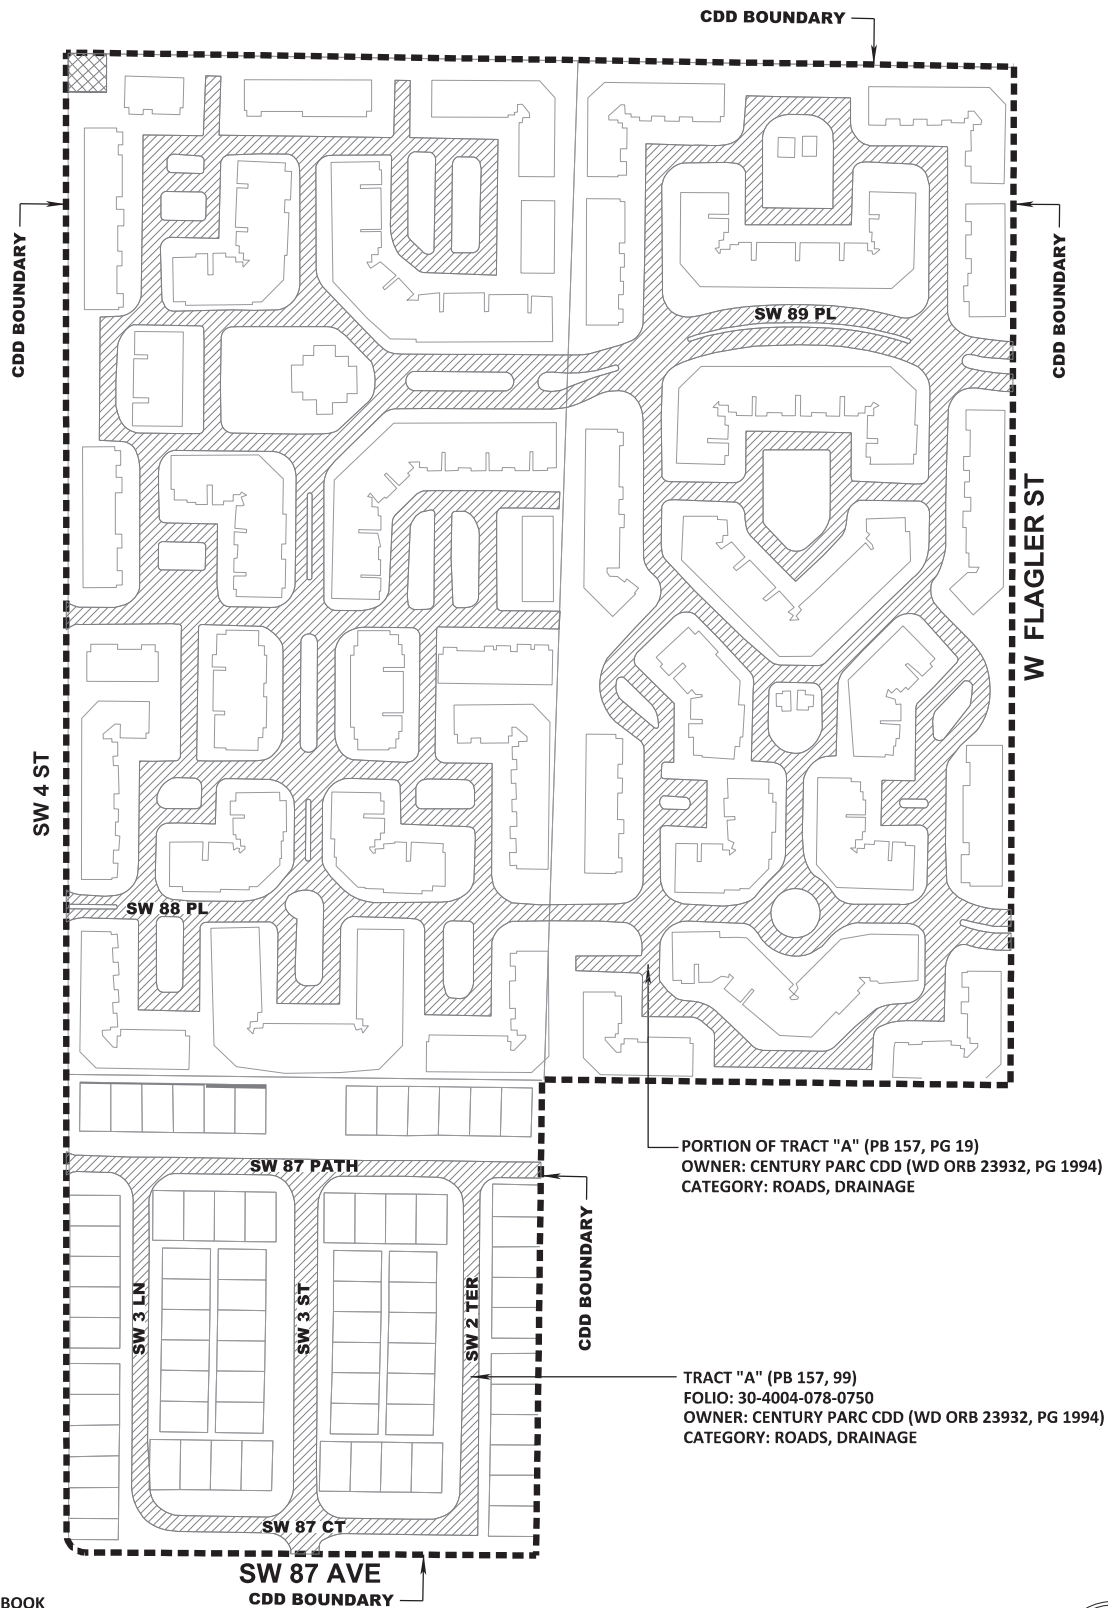 CDD BOUNDARY
CDD BOUNDARY
CDD BOUNDARY
SW 89 PL
W FLAGLER ST
SW 4 ST
SW 88 PL
PORTION OF TRACT "A" (PB 157, PG 19)
OWNER: CENTURY PARC CDD (WD ORB 23932, PG 1994)
CATEGORY: ROADS, DRAINAGE
SW 87 PATH
CDD BOUNDARY
SW 3 LN
SW 3 ST
SW 2 TER
TRACT "A" (PB 157, 99)
FOLIO: 30-4004-078-0750
OWNER: CENTURY PARC CDD (WD ORB 23932, PG 1994)
CATEGORY: ROADS, DRAINAGE
SW 87 CT
SW 87 AVE
CDD BOUNDARY
BOOK